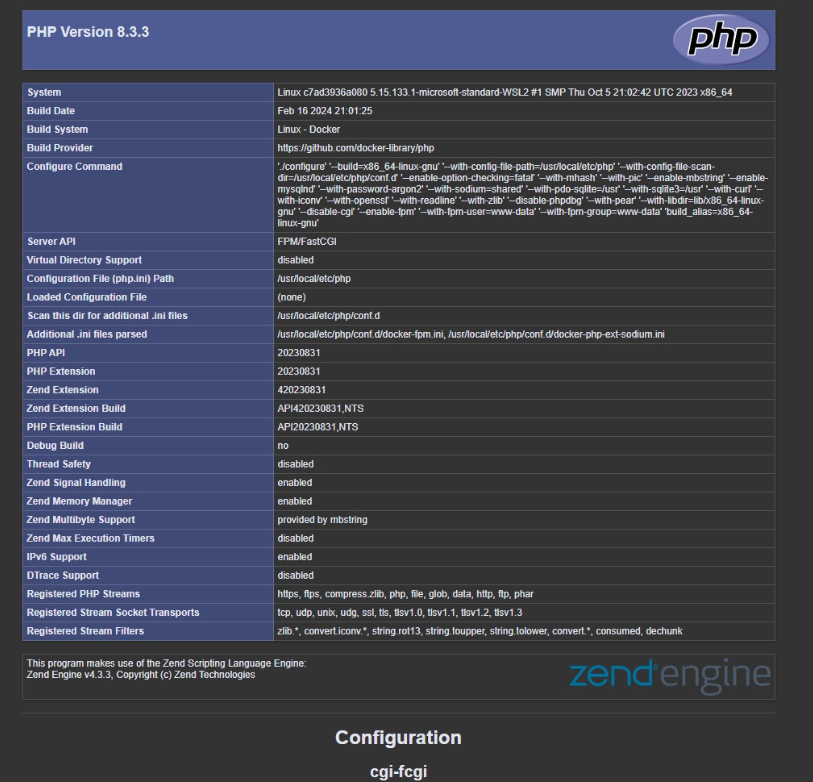 PHP Version 8.3.3
php
System Linux c7ad3936a080 5.15.133.1-microsoft-standard-WSL2 #1 SMP Thu Oct 5 21:02:42 UTC 2023 x86_64
Build Date Feb 16 2024 21:01:25
Build System Linux - Docker
Build Provider https://github.com/docker-library/php
Configure Command './configure' '--build=x86_64-linux-gnu' '--with-config-file-path=/usr/local/etc/php' '--with-config-file-scan-
dir=/usr/local/etc/php/conf.d' '--enable-option-checking=fatal' '--with-mhash' '--with-pic' '--enable-mbstring' '--enable-
mysqlnd' '--with-password-argon2' '--with-sodium=shared' '--with-pdo-sqlite=/usr' '--with-sqlite3=/usr' '--with-curl' '--
with-iconv' '--with-openssl' '--with-readline' '--with-zlib' '--disable-phpdbg' '--with-pear' '--with-libdir=lib/x86_64-linux-
gnu' '--disable-cgi' '--enable-fpm' '--with-fpm-user=www-data' '--with-fpm-group=www-data' 'build_alias=x86_64-
linux-gnu'
Server API FPM/FastCGI
Virtual Directory Support disabled
Configuration File (php.ini) Path /usr/local/etc/php
Loaded Configuration File (none)
Scan this dir for additional .ini files /usr/local/etc/php/conf.d
Additional .ini files parsed /usr/local/etc/php/conf.d/docker-fpm.ini, /usr/local/etc/php/conf.d/docker-php-ext-sodium.ini
PHP API 20230831
PHP Extension 20230831
Zend Extension 420230831
Zend Extension Build API420230831,NTS
PHP Extension Build API20230831,NTS
Debug Build no
Thread Safety disabled
Zend Signal Handling enabled
Zend Memory Manager enabled
Zend Multibyte Support provided by mbstring
Zend Max Execution Timers disabled
IPv6 Support enabled
DTrace Support disabled
Registered PHP Streams https, ftps, compress.zlib, php, file, glob, data, http, ftp, phar
Registered Stream Socket Transports tcp, udp, unix, udg, ssl, tls, tlsv1.0, tlsv1.1, tlsv1.2, tlsv1.3
Registered Stream Filters zlib.*, convert.iconv.*, string.rot13, string.toupper, string.tolower, convert.*, consumed, dechunk
This program makes use of the Zend Scripting Language Engine:
Zend Engine v4.3.3, Copyright (c) Zend Technologies
zend engine
Configuration
cgi-fcgi